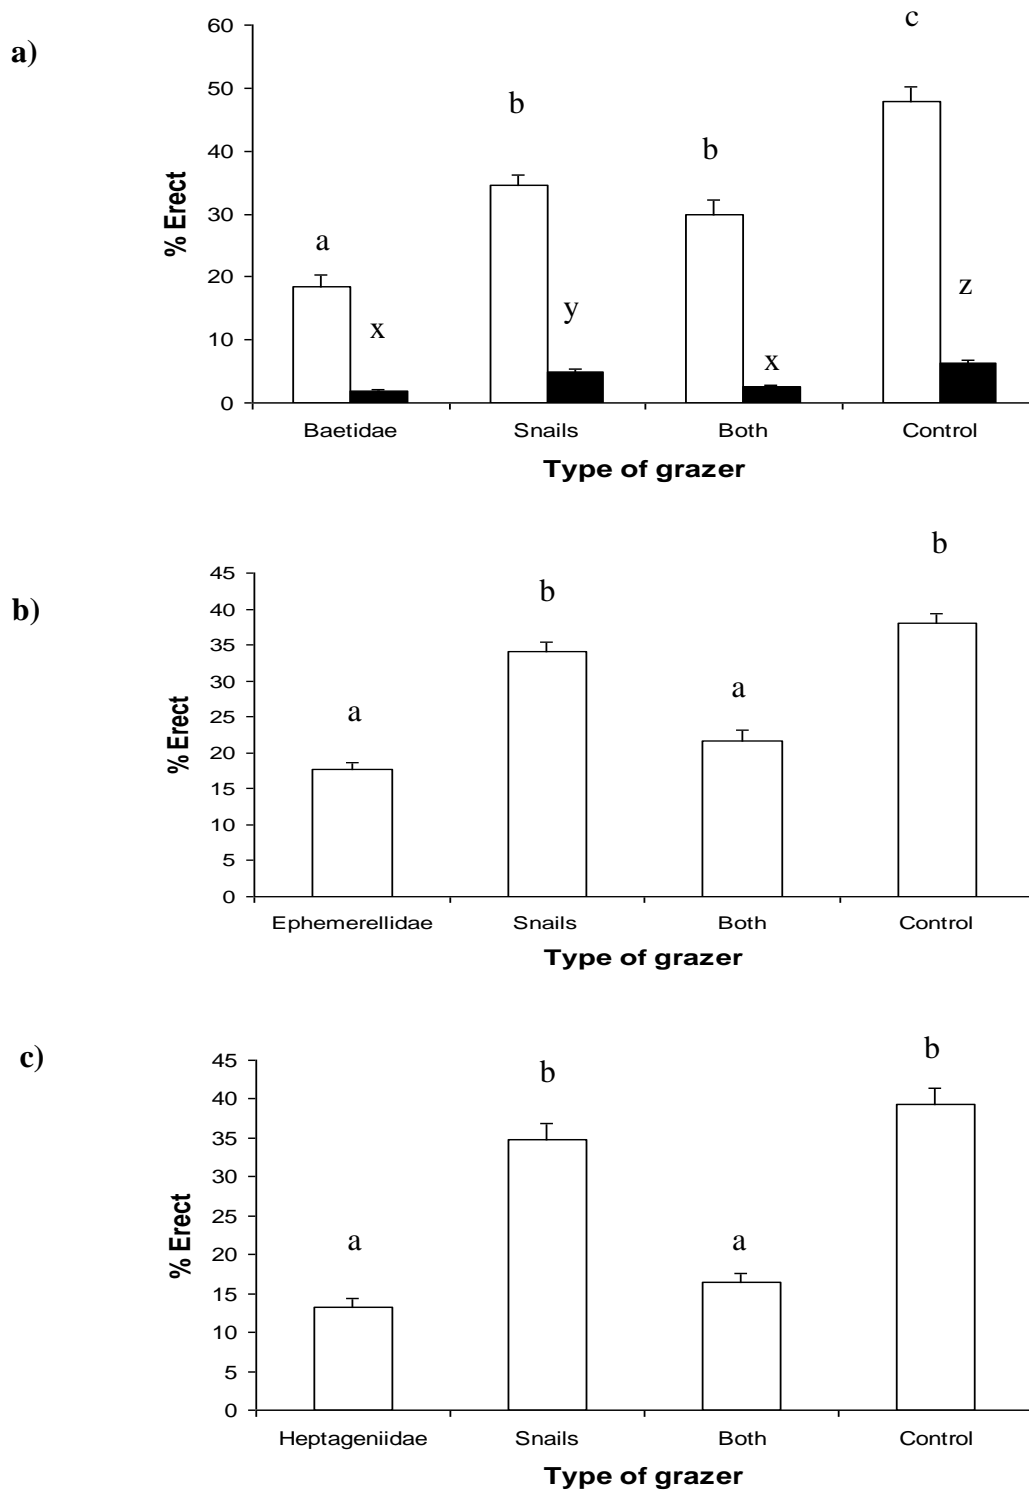 a)
60
50
40
30
20
10
0
% Erect
a
x
b
y
b
x
c
z
Baetidae Snails Both Control
Type of grazer
b)
45
40
35
30
25
20
15
10
5
0
% Erect
a
b
a
b
Ephemerellidae Snails Both Control
Type of grazer
c)
45
40
35
30
25
20
15
10
5
0
% Erect
a
b
a
b
Heptageniidae Snails Both Control
Type of grazer